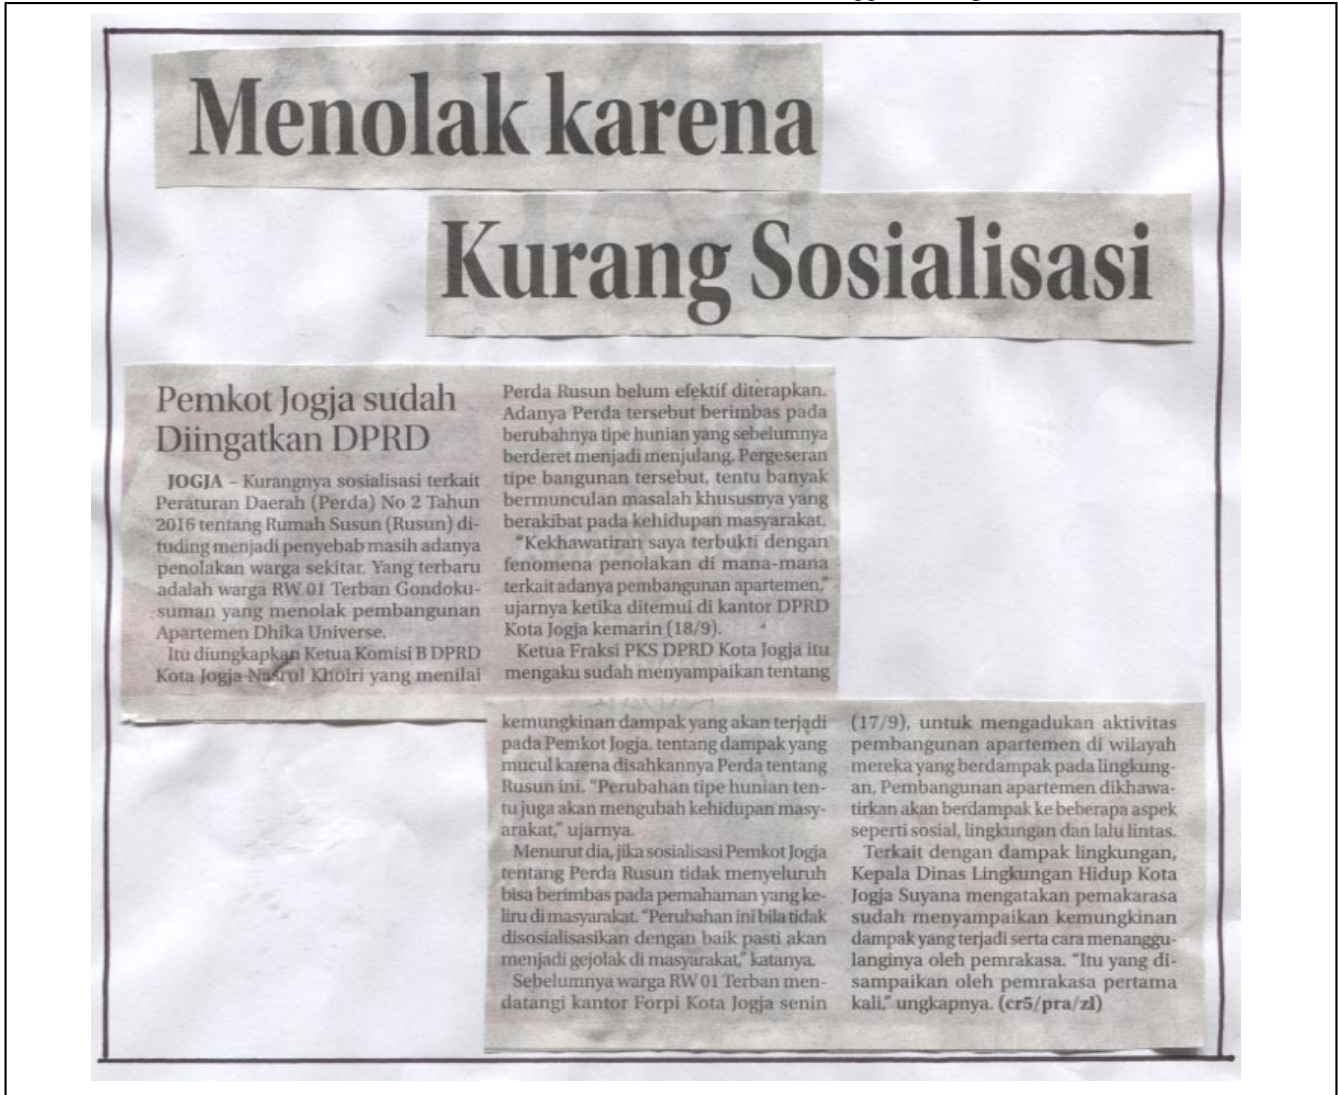 Menolak karena
Kurang Sosialisasi
Pemkot Jogja sudah
Diingatkan DPRD
JOGJA – Kurangnya sosialisasi terkait
Peraturan Daerah (Perda) No 2 Tahun
2016 tentang Rumah Susun (Rusun) di-
tuding menjadi penyebab masih adanya
penolakan warga sekitar. Yang terbaru
adalah warga RW 01 Terban Gondoku-
suman yang menolak pembangunan
Apartemen Dhika Universe.
Itu diungkapkan Ketua Komisi B DPRD
Kota Jogja Nasrul Khoiri yang menilai
Perda Rusun belum efektif diterapkan.
Adanya Perda tersebut berimbas pada
berubahnya tipe hunian yang sebelumnya
berderet menjadi menjulang. Pergeseran
tipe bangunan tersebut, tentu banyak
bermunculan masalah khususnya yang
berakibat pada kehidupan masyarakat.
"Kekhawatiran saya terbukti dengan
fenomena penolakan di mana-mana
terkait adanya pembangunan apartemen,"
ujarnya ketika ditemui di kantor DPRD
Kota Jogja kemarin (18/9).
Ketua Fraksi PKS DPRD Kota Jogja itu
mengaku sudah menyampaikan tentang
kemungkinan dampak yang akan terjadi
pada Pemkot Jogja. tentang dampak yang
mucul karena disahkannya Perda tentang
Rusun ini. "Perubahan tipe hunian ten-
tu juga akan mengubah kehidupan masy-
arakat," ujarnya.
Menurut dia, jika sosialisasi Pemkot Jogja
tentang Perda Rusun tidak menyeluruh
bisa berimbas pada pemahaman yang ke-
liru di masyarakat. "Perubahan ini bila tidak
disosialisasikan dengan baik pasti akan
menjadi gejolak di masyarakat," katanya.
Sebelumnya warga RW 01 Terban men-
datangi kantor Forpi Kota Jogja senin
(17/9), untuk mengadukan aktivitas
pembangunan apartemen di wilayah
mereka yang berdampak pada lingkung-
an, Pembangunan apartemen dikhawa-
tirkan akan berdampak ke beberapa aspek
seperti sosial, lingkungan dan lalu lintas.
Terkait dengan dampak lingkungan,
Kepala Dinas Lingkungan Hidup Kota
Jogja Suyana mengatakan pemakarasa
sudah menyampaikan kemungkinan
dampak yang terjadi serta cara menanggu-
langinya oleh pemrakasa. "Itu yang di-
sampaikan oleh pemrakasa pertama
kali," ungkapnya. (cr5/pra/zl)